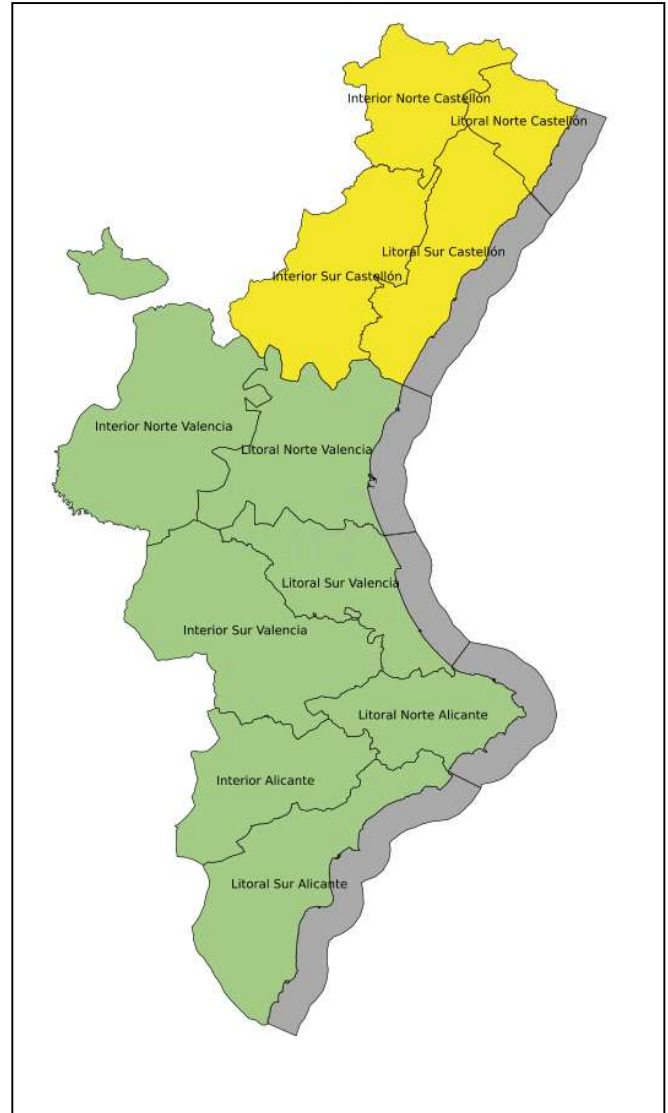 Interior Norte Castellón
Litoral Norte Castellón
Litoral Sur Castellón
Interior Sur Castellón
Interior Norte Valencia
Litoral Norte Valencia
Litoral Sur Valencia
Interior Sur Valencia
Litoral Norte Alicante
Interior Alicante
Litoral Sur Alicante